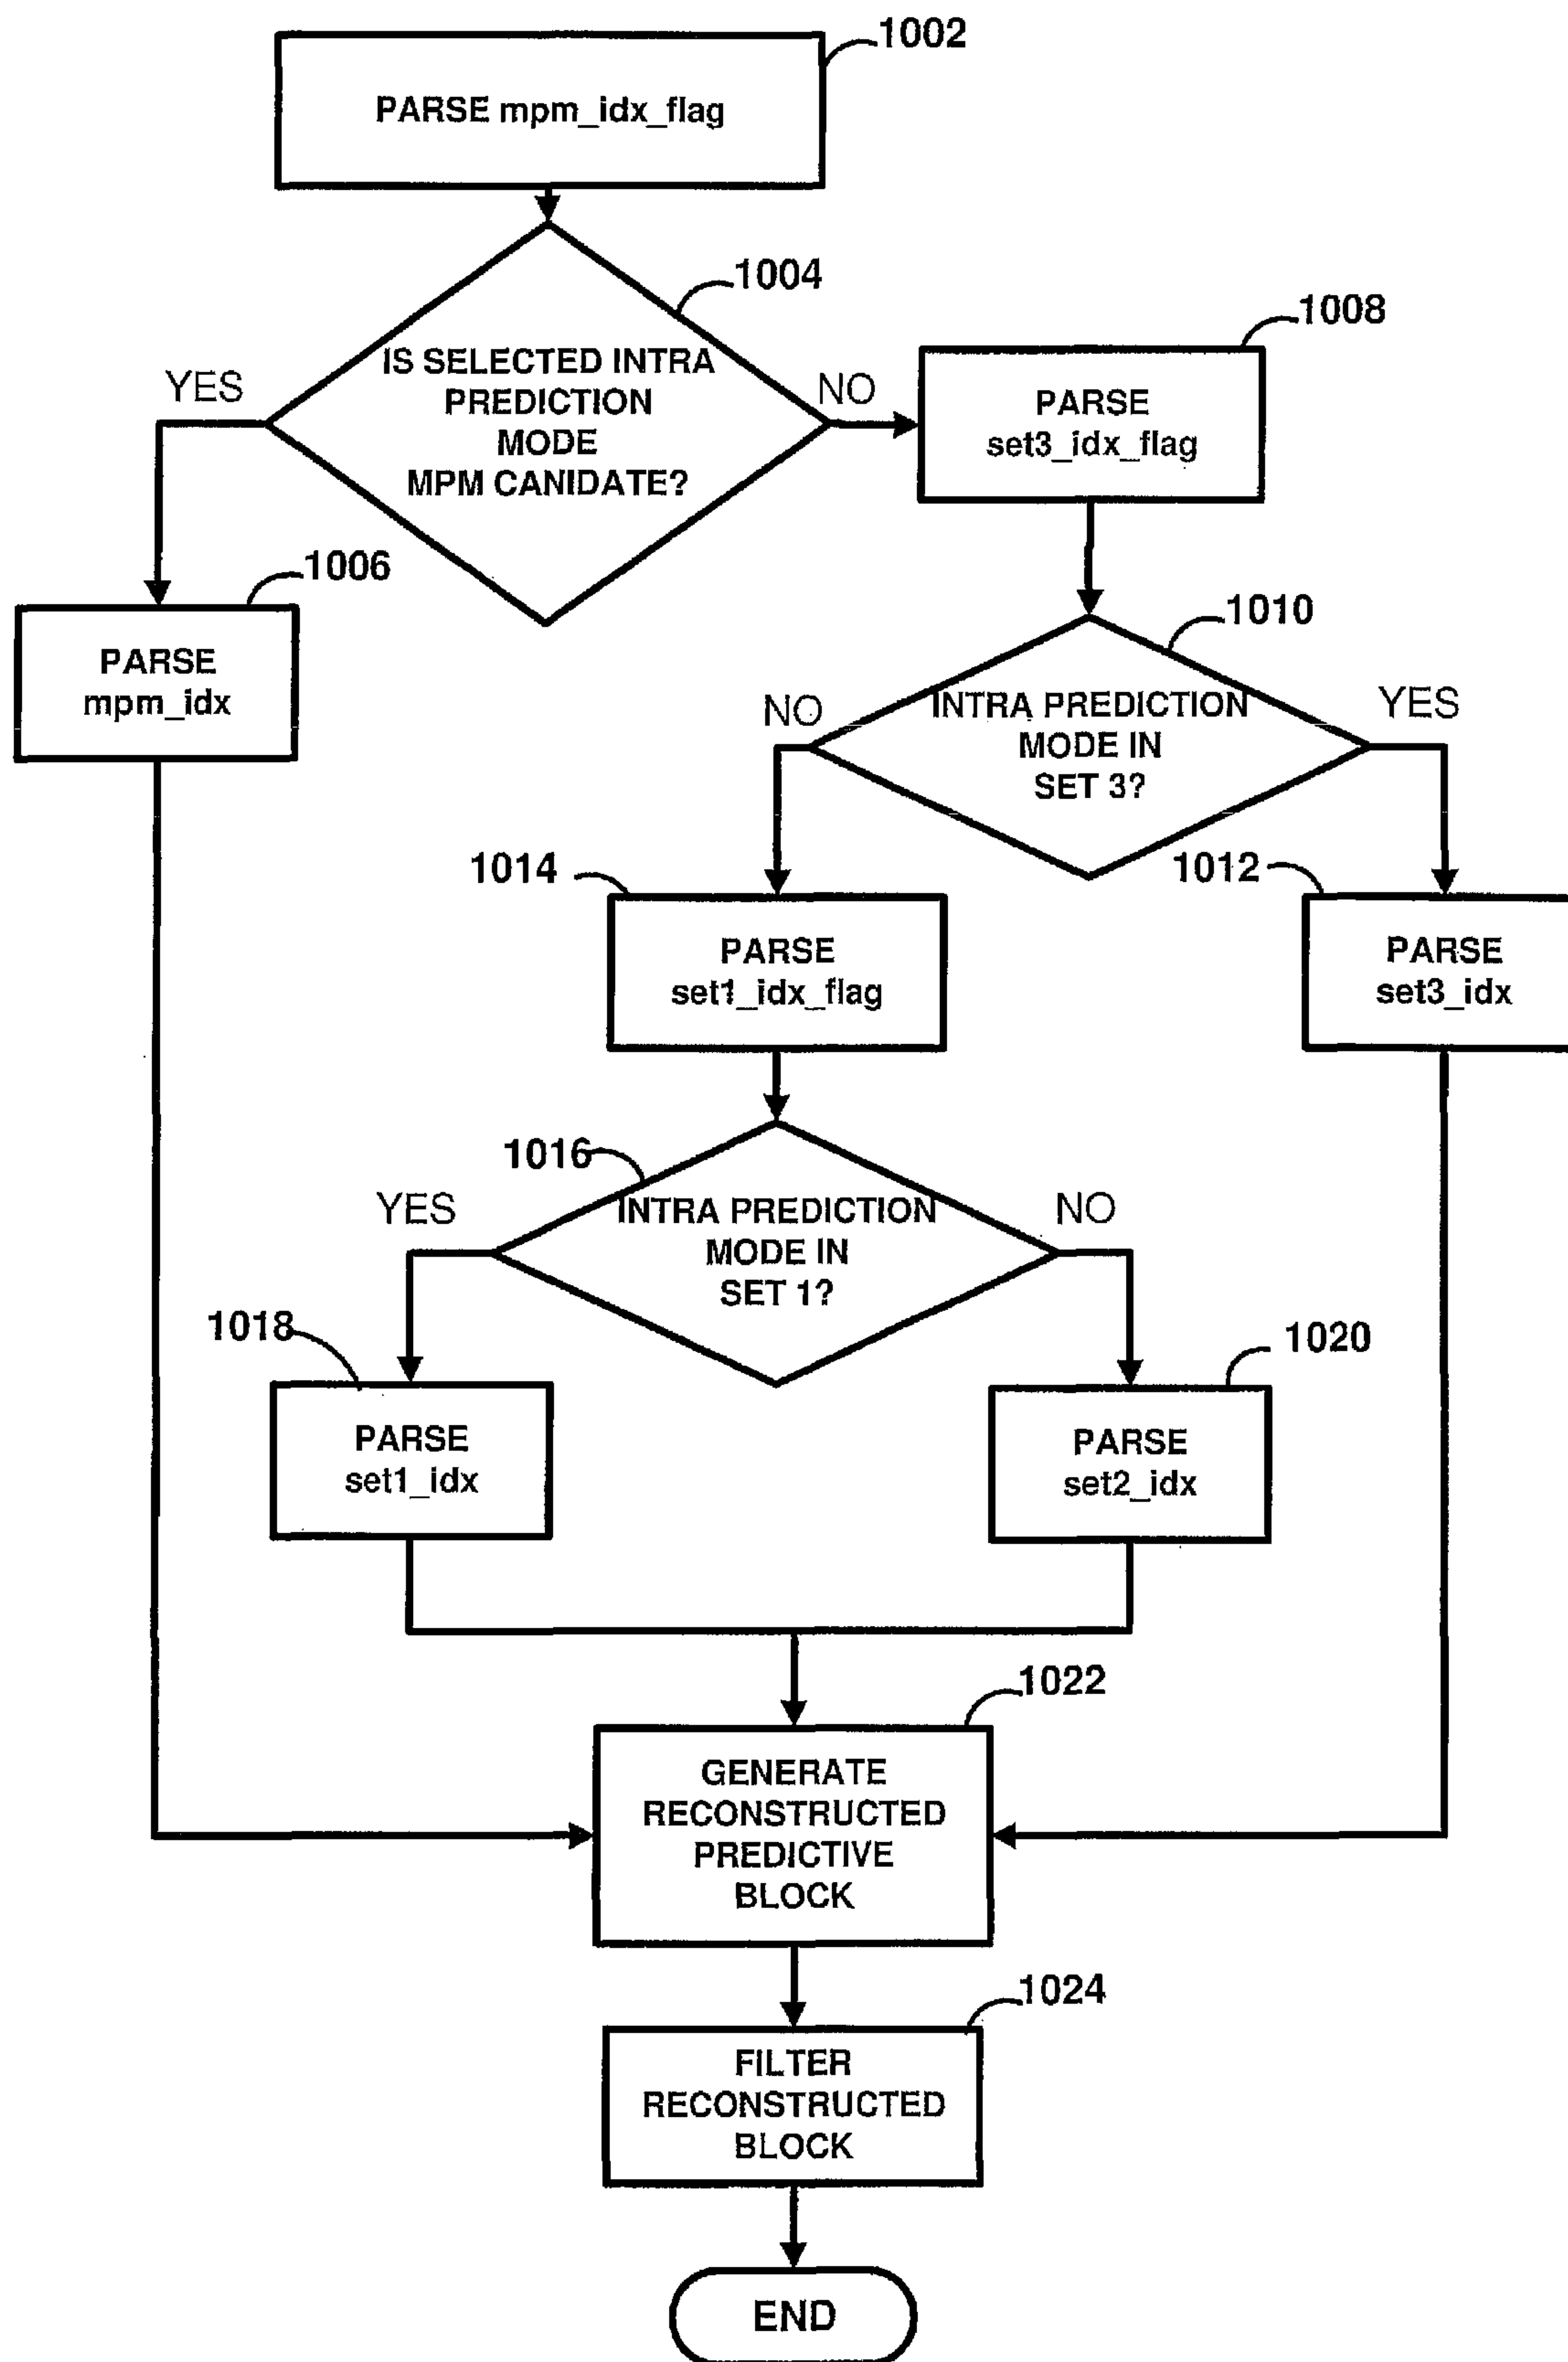 1002
PARSE mpm_idx_flag
1004
IS SELECTED INTRA
PREDICTION
MODE
MPM CANIDATE?
YES
NO
1008
PARSE
set3_idx_flag
1006
PARSE
mpm_idx
1010
INTRA PREDICTION
MODE IN
SET 3?
NO
YES
1014
PARSE
set1_idx_flag
1012
PARSE
set3_idx
1016
INTRA PREDICTION
MODE IN
SET 1?
YES
NO
1018
PARSE
set1_idx
1020
PARSE
set2_idx
1022
GENERATE
RECONSTRUCTED
PREDICTIVE
BLOCK
1024
FILTER
RECONSTRUCTED
BLOCK
END